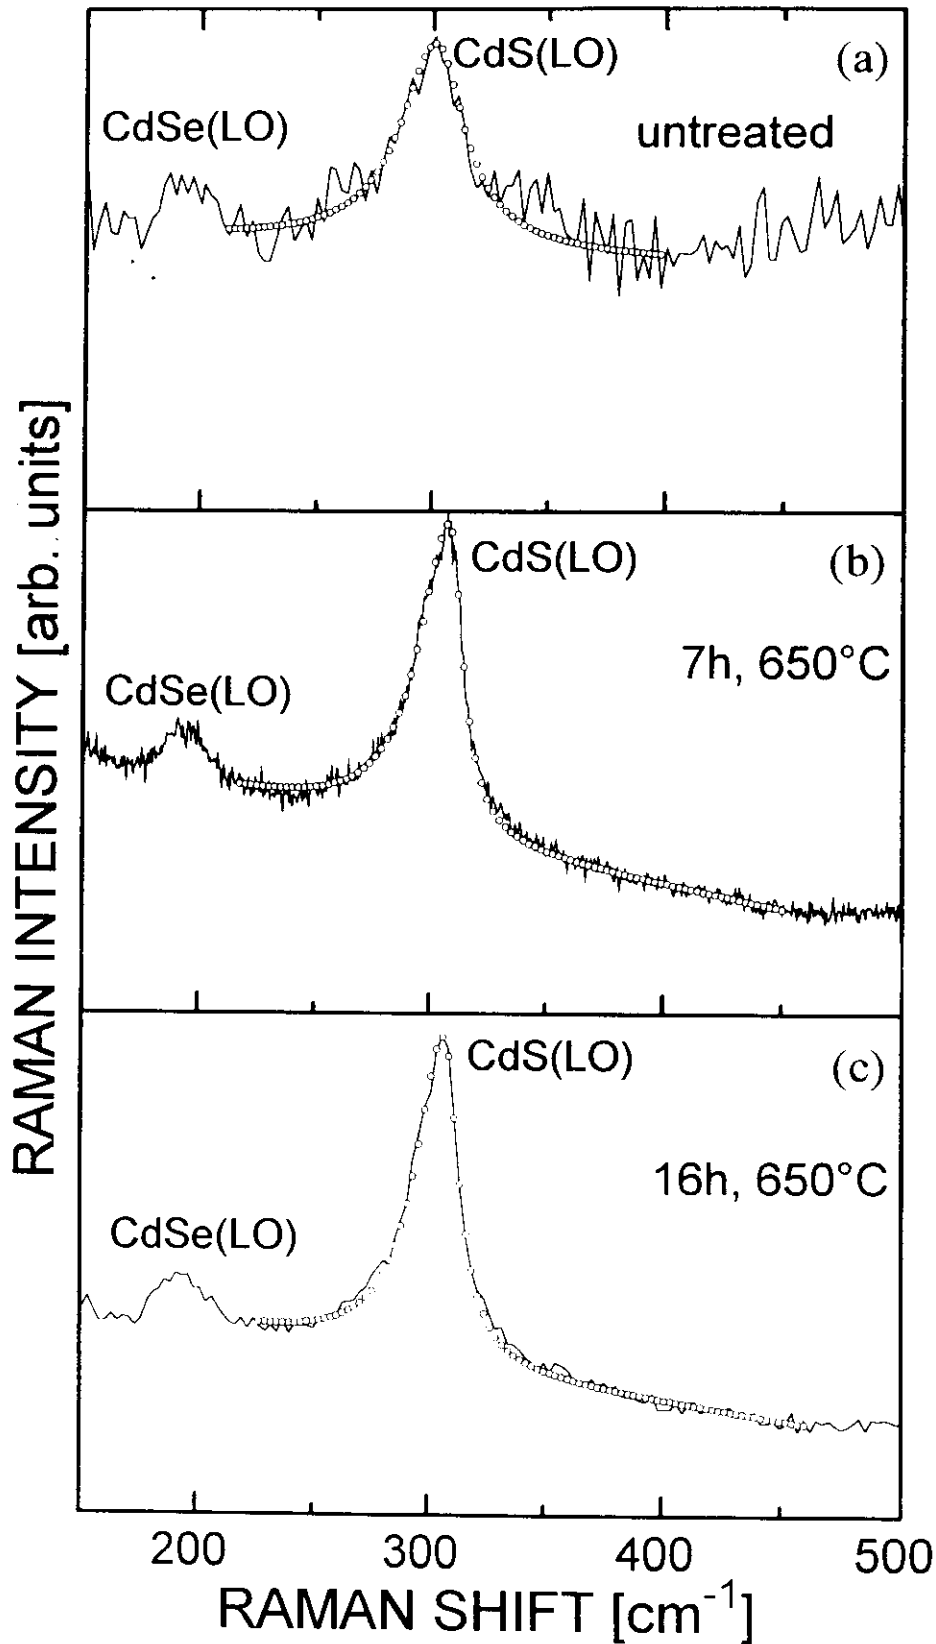 CdS(LO)
(a)
CdSe(LO)
untreated
CdS(LO)
(b)
7h, 650°C
CdSe(LO)
CdS(LO)
(c)
16h, 650°C
CdSe(LO)
RAMAN INTENSITY [arb. units]
200 300 400 500
RAMAN SHIFT [cm⁻¹]